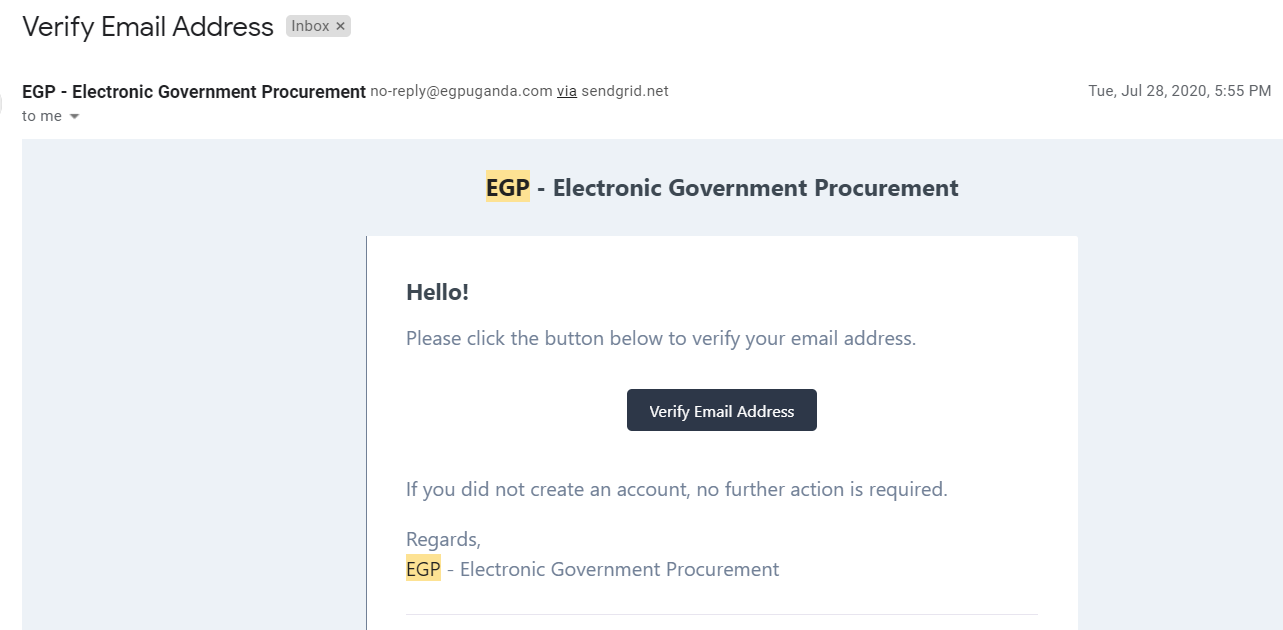 Verify Email Address Inbox ×
EGP - Electronic Government Procurement no-reply@egpuganda.com via sendgrid.net Tue, Jul 28, 2020, 5:55 PM
to me
EGP - Electronic Government Procurement
Hello!
Please click the button below to verify your email address.
Verify Email Address
If you did not create an account, no further action is required.
Regards,
EGP - Electronic Government Procurement